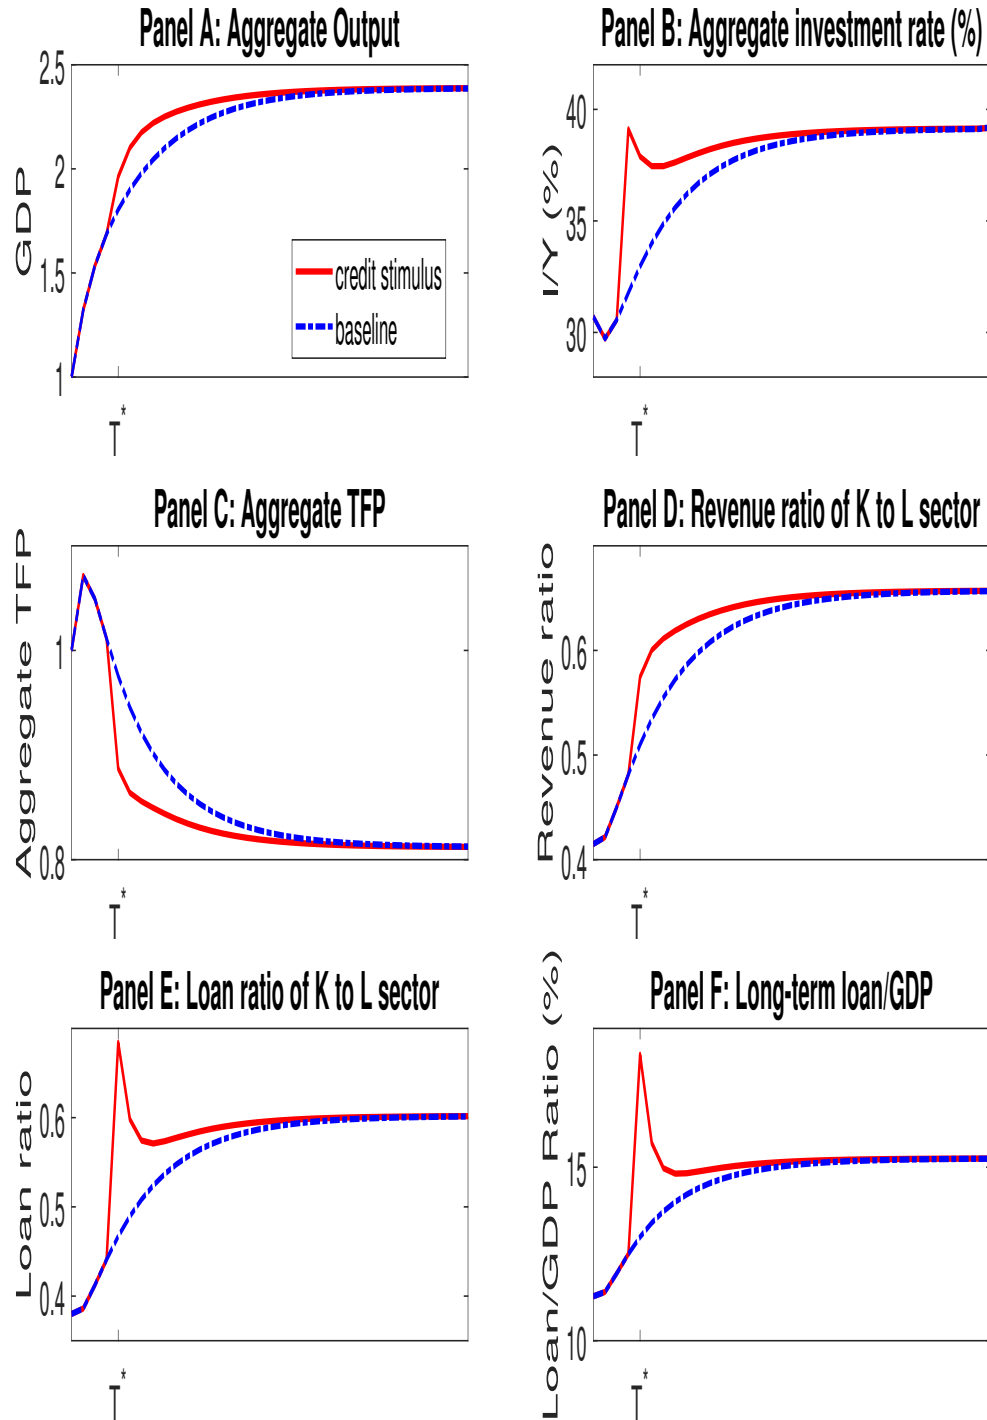 Panel A: Aggregate Output
GDP
2.5
2
1.5
1
credit stimulus
baseline
T*
Panel B: Aggregate investment rate (%)
I/Y (%)
40
35
30
T*
Panel C: Aggregate TFP
Aggregate TFP
1
0.8
T*
Panel D: Revenue ratio of K to L sector
Revenue ratio
0.6
0.5
0.4
T*
Panel E: Loan ratio of K to L sector
Loan ratio
0.6
0.5
0.4
T*
Panel F: Long-term loan/GDP
Loan/GDP Ratio (%)
15
10
T*